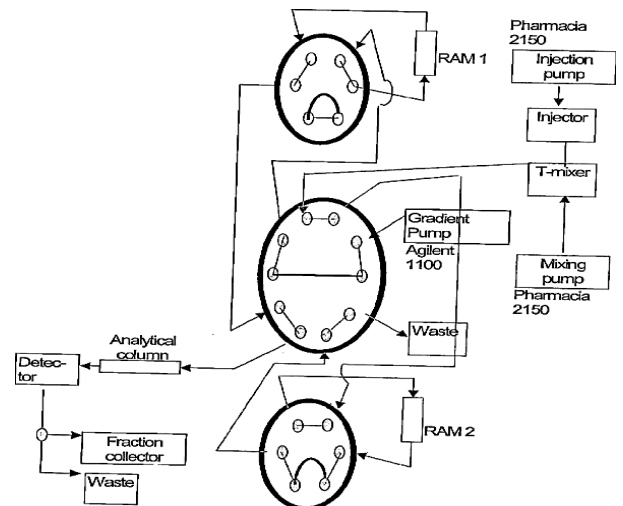 Pharmacia
2150
Injection
pump
RAM 1
Injector
T-mixer
Gradient
Pump
Agilent
1100
Mixing
pump
Pharmacia
2150
Waste
Analytical
column
Detec-
tor
Fraction
collector
Waste
RAM 2